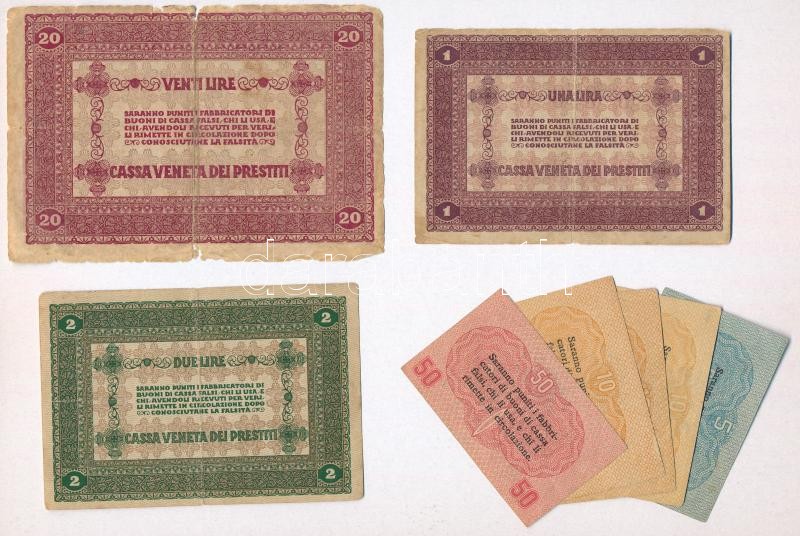 20
20
VENTI LIRE
SARANNO PUNITI I FABBRICATORI DI
BUONI DI CASSA FALSI, CHI LI USA, E
CHI, AVENDOLI RICEVUTI PER VERI,
LI RIMETTE IN CIRCOLAZIONE DOPO
CONOSCIUTANE LA FALSITÀ
CASSA VENETA DEI PRESTITI
20
20
1
1
UNA LIRA
SARANNO PUNITI I FABBRICATORI DI
BUONI DI CASSA FALSI, CHI LI USA, E
CHI, AVENDOLI RICEVUTI PER VERI,
LI RIMETTE IN CIRCOLAZIONE DOPO
CONOSCIUTANE LA FALSITÀ
CASSA VENETA DEI PRESTITI
1
1
2
2
DUE LIRE
SARANNO PUNITI I FABBRICATORI DI
BUONI DI CASSA FALSI, CHI LI USA, E
CHI, AVENDOLI RICEVUTI PER VERI,
LI RIMETTE IN CIRCOLAZIONE DOPO
CONOSCIUTANE LA FALSITÀ
CASSA VENETA DEI PRESTITI
2
2
50
50
Saranno puniti i fabbri-
catori di buoni di cassa
falsi, chi li usa, e chi li
rimette in circolazione.
50
10
Saranno
5
Saranno